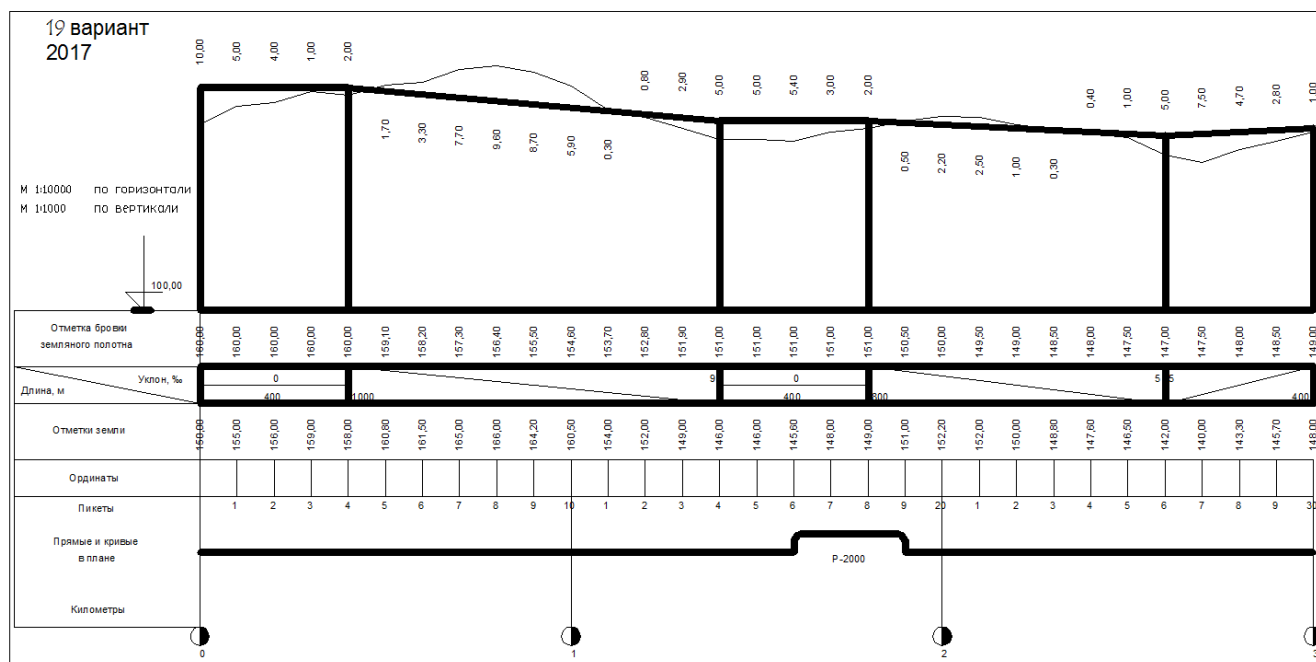 19 вариант
2017
10,00 5,00 4,00 1,00 2,00 0,80 2,90 5,00 5,00 5,40 3,00 2,00 0,40 1,00 5,00 7,50 4,70 2,80 1,00
1,70 3,30 7,70 9,60 8,70 5,90 0,30 0,50 2,20 2,50 1,00 0,30
М 1:10000 по горизонтали
М 1:1000 по вертикали
100,00
Отметка бровки
земляного полотна
160,00 160,00 160,00 160,00 160,00 159,10 158,20 157,30 156,40 155,50 154,60 153,70 152,80 151,90 151,00 151,00 151,00 151,00 151,00 150,50 150,00 149,50 149,00 148,50 148,00 147,50 147,00 147,50 148,00 148,50 149,00
Уклон, ‰ 0 9 0 5 5
Длина, м 400 1000 400 800 400
Отметки земли
150,00 155,00 156,00 159,00 158,00 160,80 161,50 165,00 166,00 164,20 160,50 154,00 152,00 149,00 146,00 146,00 145,60 148,00 149,00 151,00 152,20 152,00 150,00 148,80 147,60 146,50 142,00 140,00 143,30 145,70 148,00
Ординаты
Пикеты 1 2 3 4 5 6 7 8 9 10 1 2 3 4 5 6 7 8 9 20 1 2 3 4 5 6 7 8 9 30
Прямые и кривые
в плане
Р-2000
Километры
0 1 2